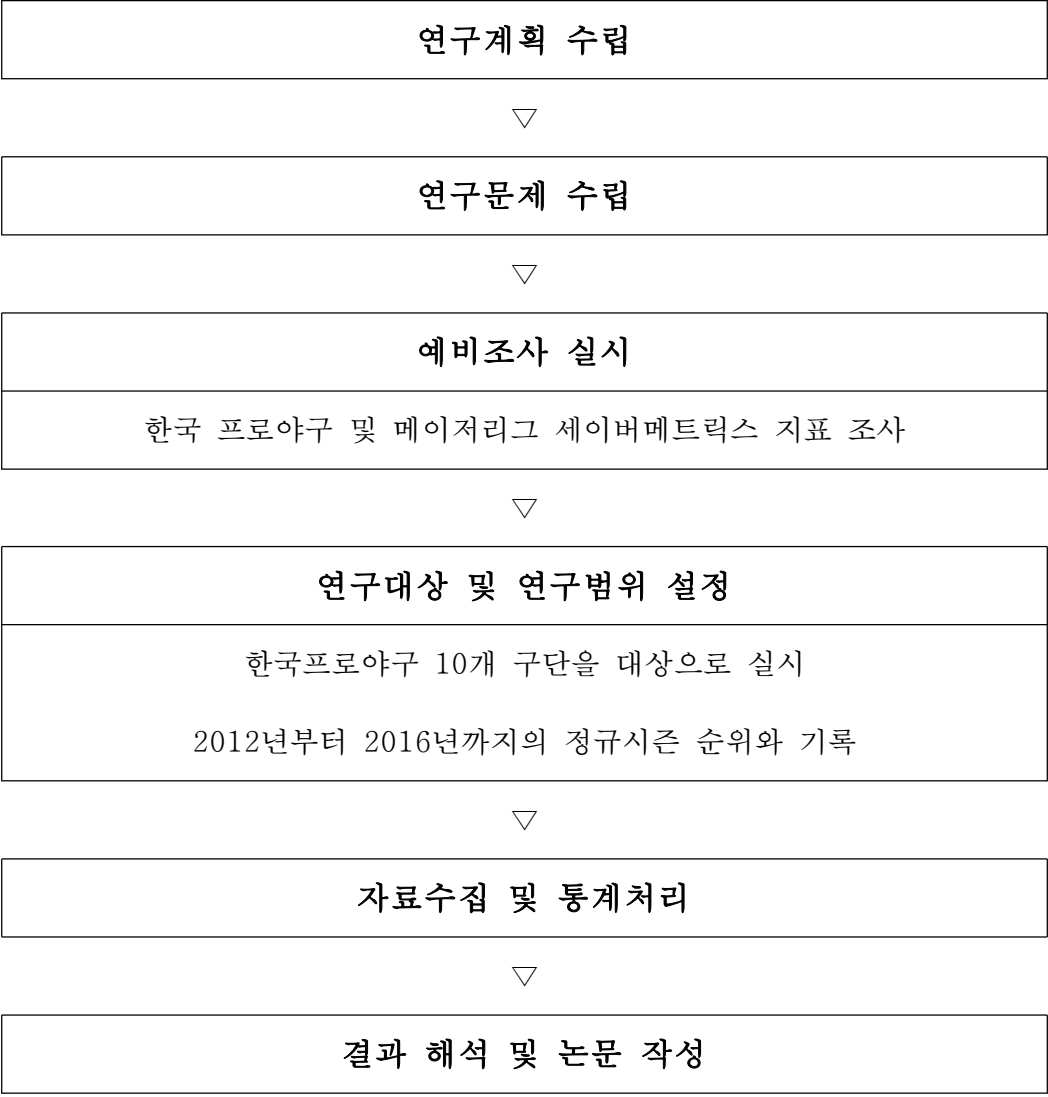 연구계획 수립
▽
연구문제 수립
▽
예비조사 실시
한국 프로야구 및 메이저리그 세이버메트릭스 지표 조사
▽
연구대상 및 연구범위 설정
한국프로야구 10개 구단을 대상으로 실시
2012년부터 2016년까지의 정규시즌 순위와 기록
▽
자료수집 및 통계처리
▽
결과 해석 및 논문 작성